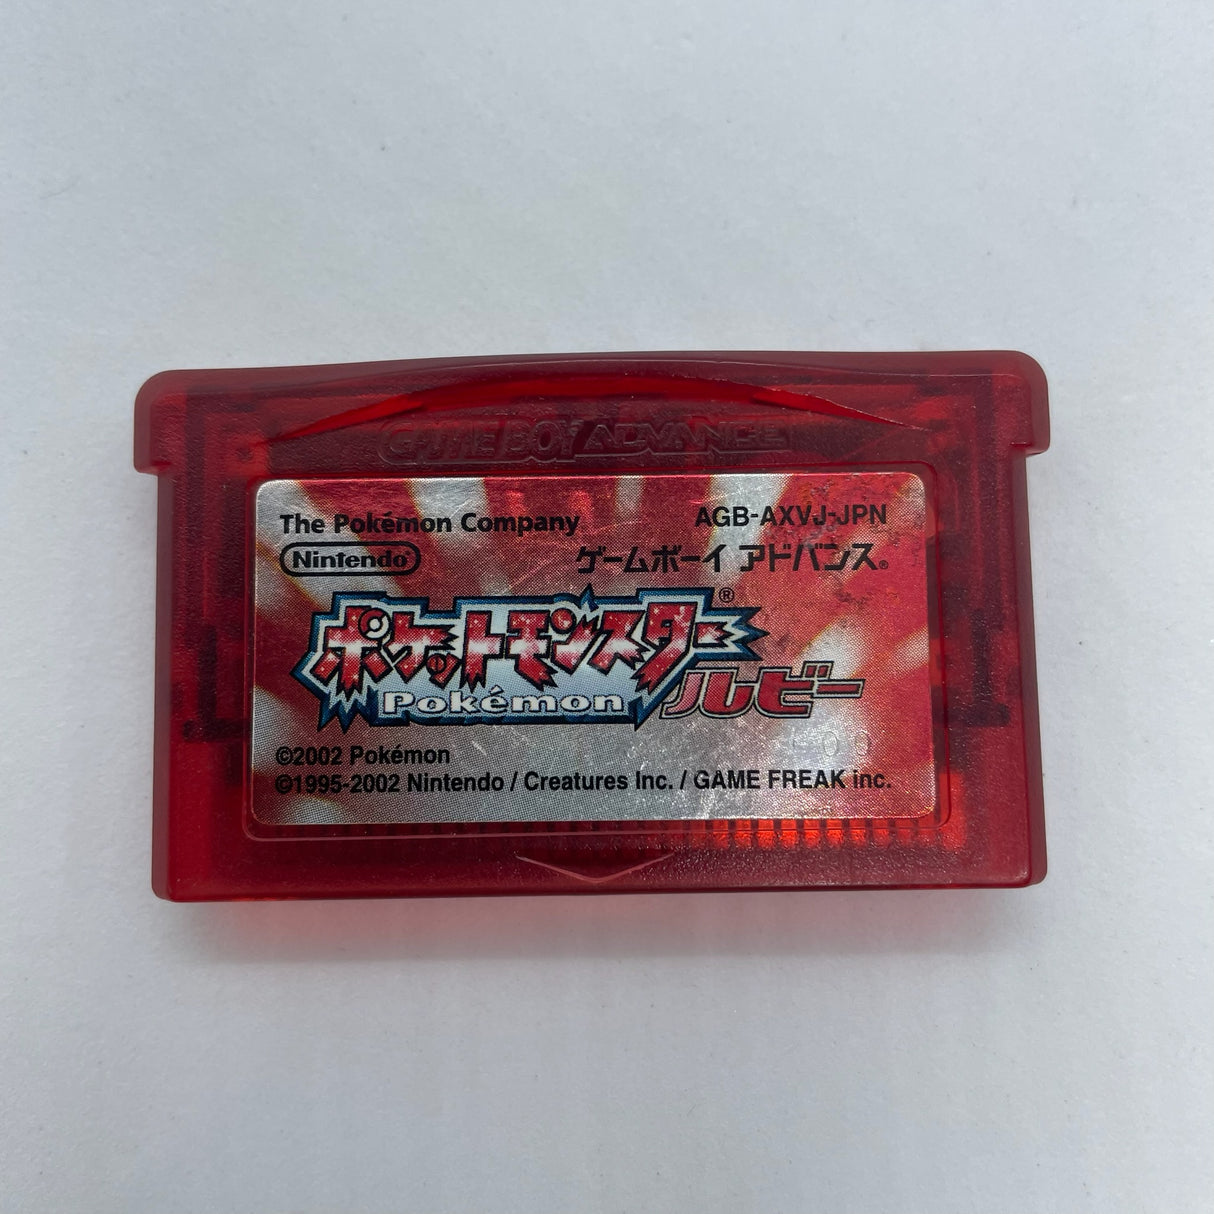 GAME BOY ADVANCE
The Pokémon Company
AGB-AXVJ-JPN
Nintendo
ゲームボーイ アドバンス®
ポケットモンスター®
Pokémon
ルビー
©2002 Pokémon
©1995-2002 Nintendo / Creatures Inc. / GAME FREAK inc.